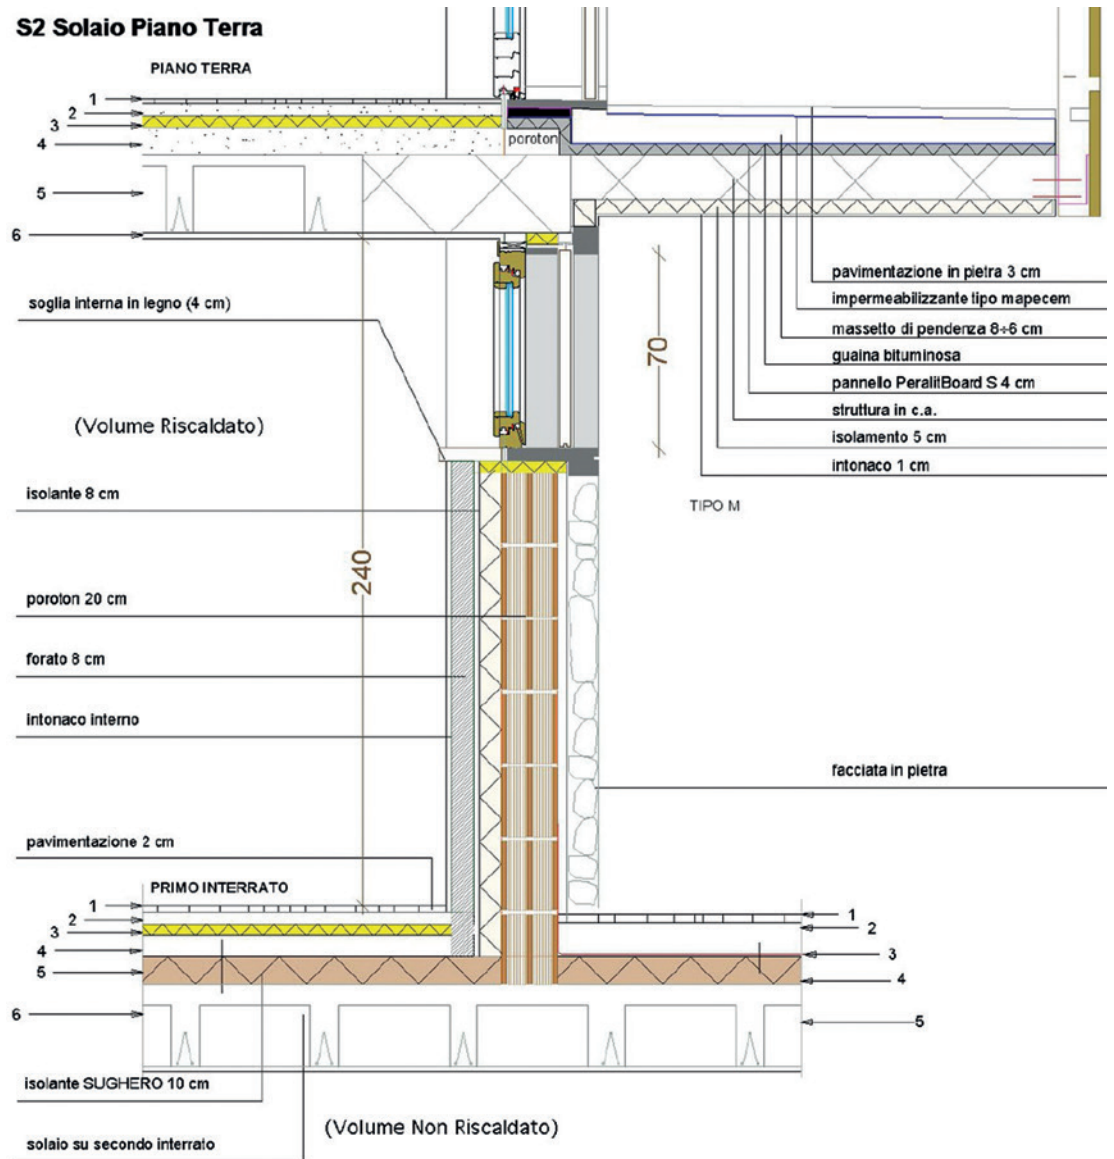 S2 Solaio Piano Terra
PIANO TERRA
1
2
3
4
5
6
poroton
soglia interna in legno (4 cm)
(Volume Riscaldato)
isolante 8 cm
240
poroton 20 cm
forato 8 cm
intonaco interno
pavimentazione 2 cm
70
pavimentazione in pietra 3 cm
impermeabilizzante tipo mapecem
massetto di pendenza 8÷6 cm
guaina bituminosa
pannello PeralitBoard S 4 cm
struttura in c.a.
isolamento 5 cm
intonaco 1 cm
TIPO M
facciata in pietra
PRIMO INTERRATO
1
2
3
4
5
6
1
2
3
4
5
isolante SUGHERO 10 cm
solaio su secondo interrato
(Volume Non Riscaldato)